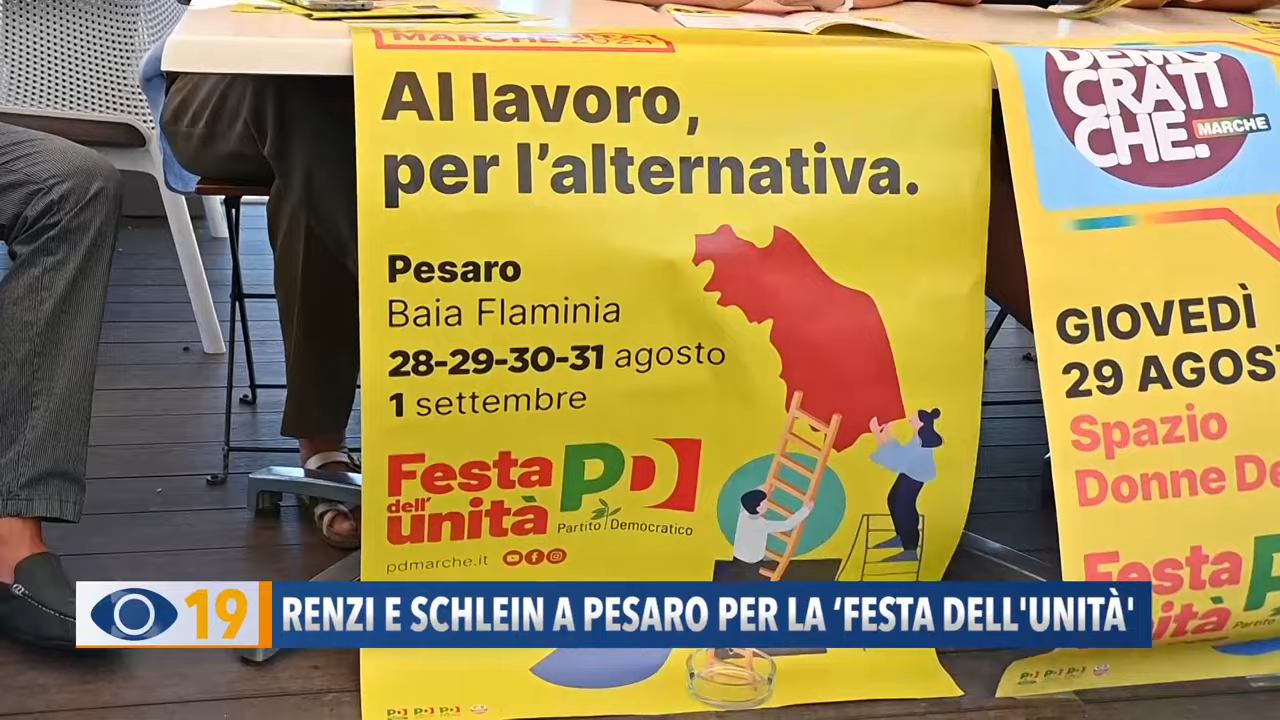 Al lavoro,
per l'alternativa.
Pesaro
Baia Flaminia
28-29-30-31 agosto
1 settembre
Festa
dell'
unità
PD
Partito Democratico
pdmarche.it
DEMO
CRATI
CHE.
MARCHE
GIOVEDÌ
29 AGOS
Spazio
Donne De
Festa
ità
19
RENZI E SCHLEIN A PESARO PER LA ‘FESTA DELL'UNITÀ'